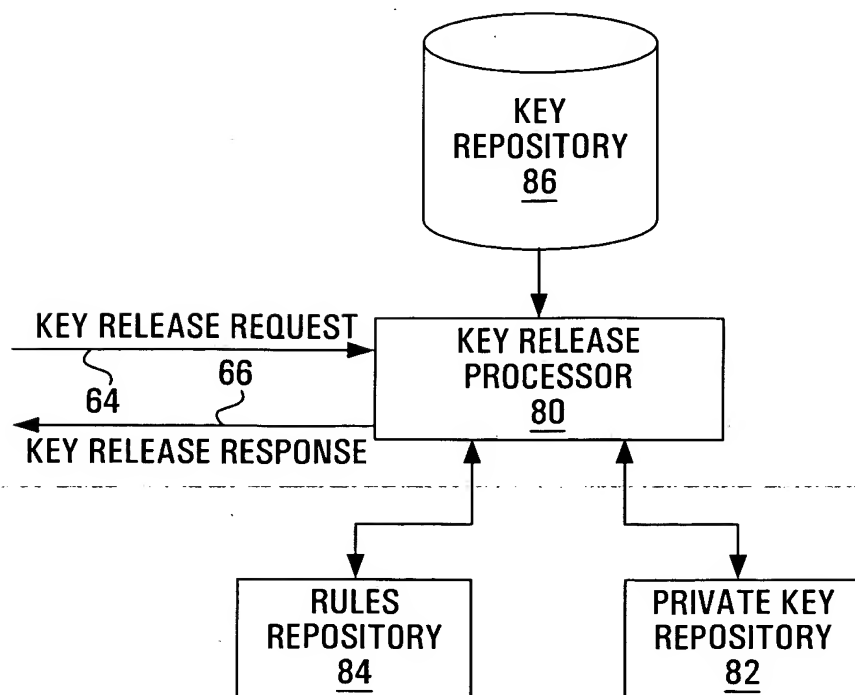 KEY
REPOSITORY
86
KEY RELEASE REQUEST
64
66
KEY RELEASE RESPONSE
KEY RELEASE
PROCESSOR
80
RULES
REPOSITORY
84
PRIVATE KEY
REPOSITORY
82